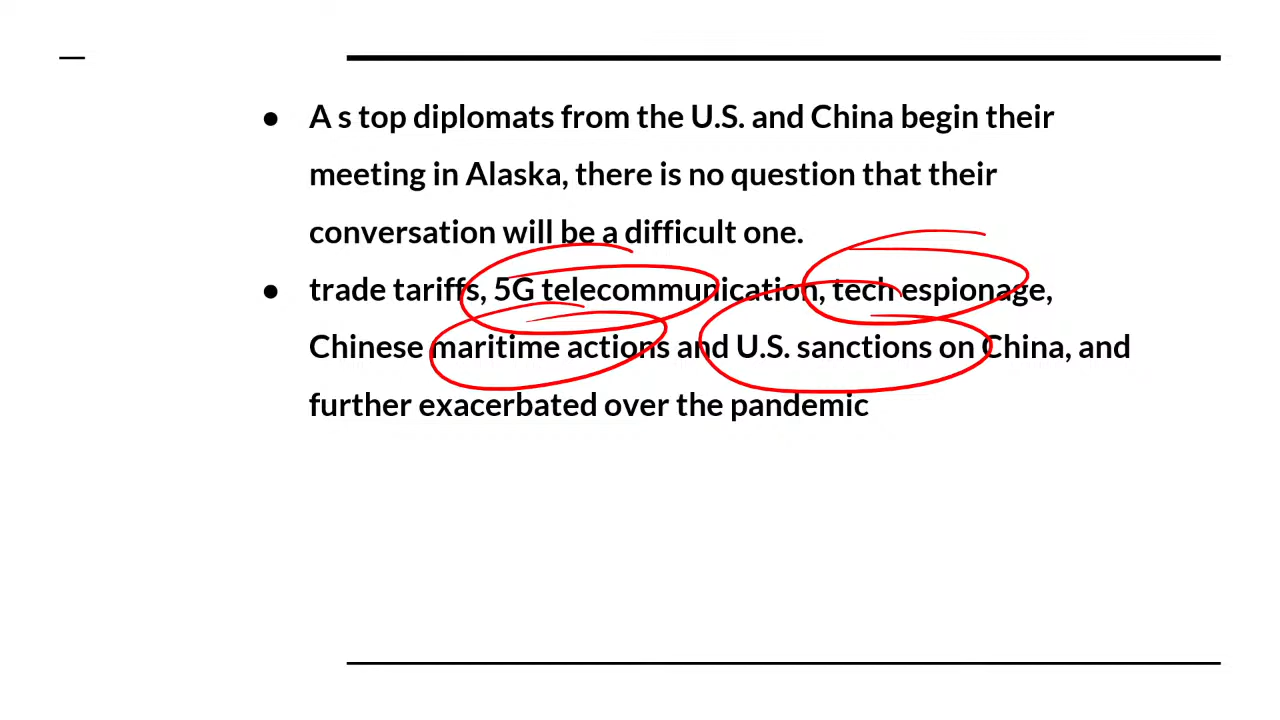 ● A s top diplomats from the U.S. and China begin their
meeting in Alaska, there is no question that their
conversation will be a difficult one.
● trade tariffs, 5G telecommunication, tech espionage,
Chinese maritime actions and U.S. sanctions on China, and
further exacerbated over the pandemic